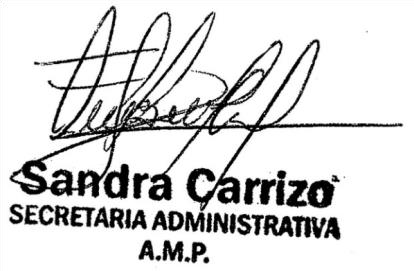 Sandra Carrizo
SECRETARIA ADMINISTRATIVA
A.M.P.